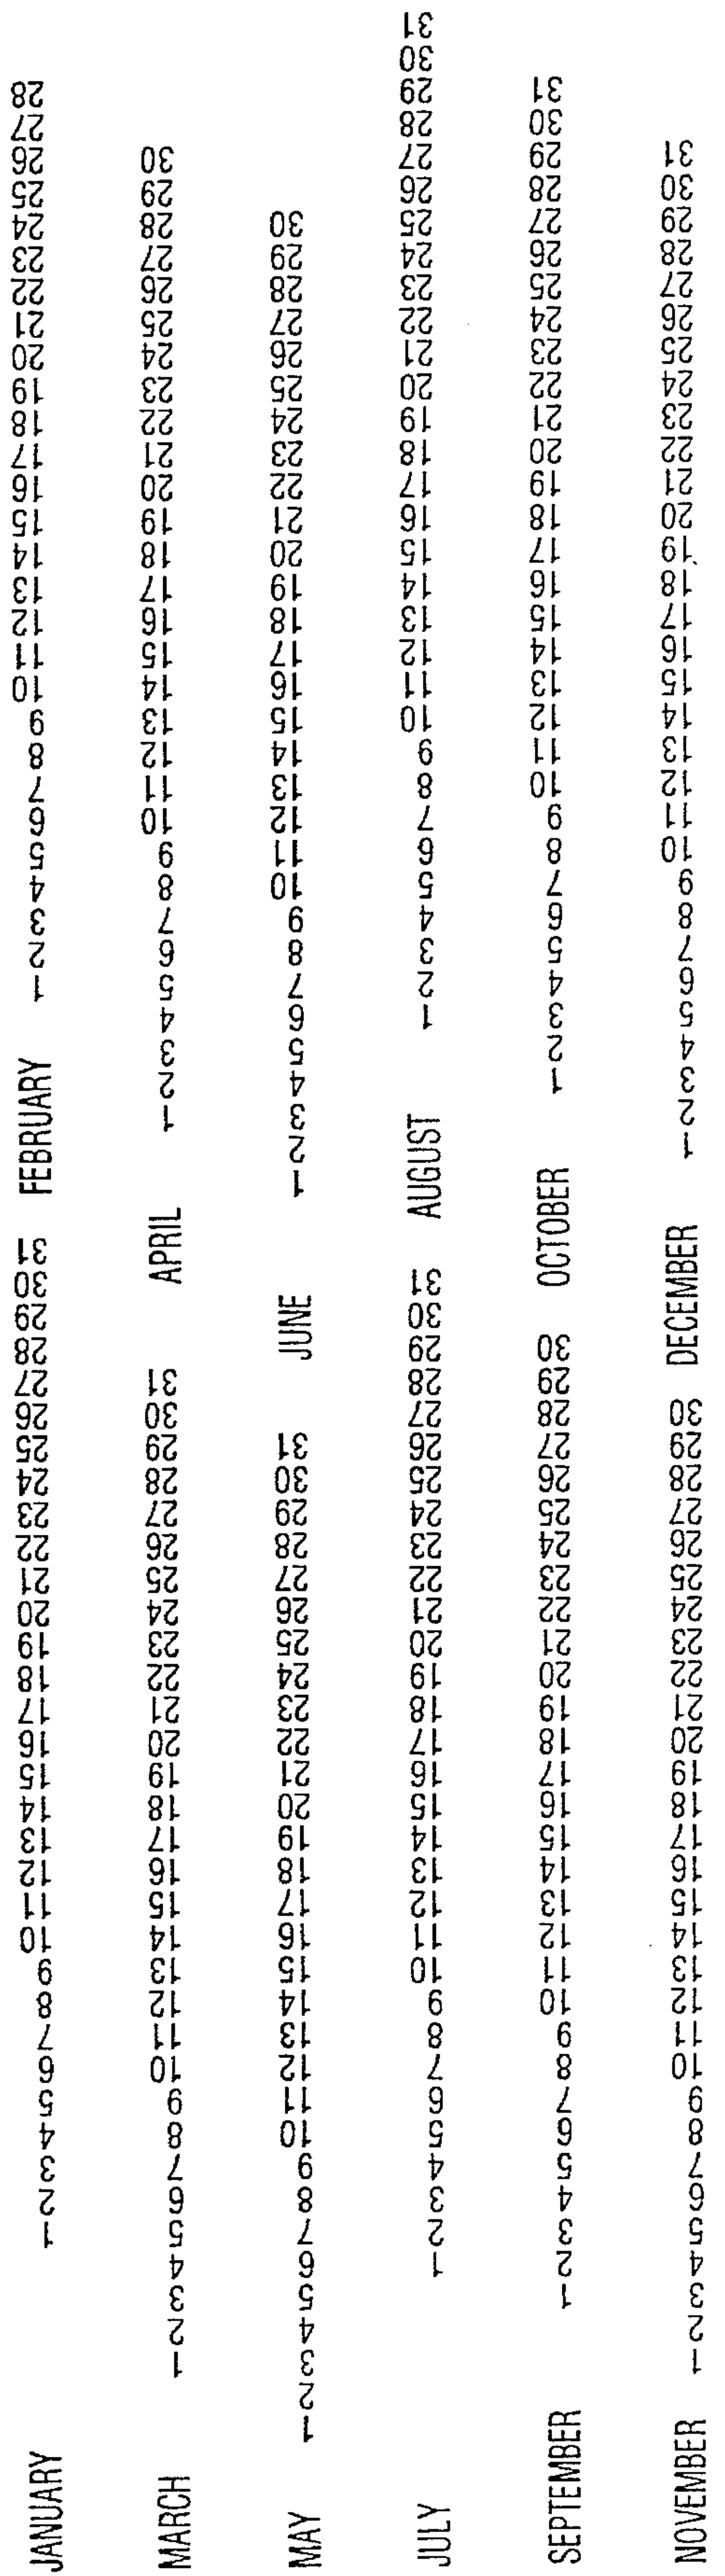 JANUARY 1 2 3 4 5 6 7 8 9 10 11 12 13 14 15 16 17 18 19 20 21 22 23 24 25 26 27 28 29 30 31 FEBRUARY 1 2 3 4 5 6 7 8 9 10 11 12 13 14 15 16 17 18 19 20 21 22 23 24 25 26 27 28
MARCH 1 2 3 4 5 6 7 8 9 10 11 12 13 14 15 16 17 18 19 20 21 22 23 24 25 26 27 28 29 30 31 APRIL 1 2 3 4 5 6 7 8 9 10 11 12 13 14 15 16 17 18 19 20 21 22 23 24 25 26 27 28 29 30
MAY 1 2 3 4 5 6 7 8 9 10 11 12 13 14 15 16 17 18 19 20 21 22 23 24 25 26 27 28 29 30 31 JUNE 1 2 3 4 5 6 7 8 9 10 11 12 13 14 15 16 17 18 19 20 21 22 23 24 25 26 27 28 29 30
JULY 1 2 3 4 5 6 7 8 9 10 11 12 13 14 15 16 17 18 19 20 21 22 23 24 25 26 27 28 29 30 31 AUGUST 1 2 3 4 5 6 7 8 9 10 11 12 13 14 15 16 17 18 19 20 21 22 23 24 25 26 27 28 29 30 31
SEPTEMBER 1 2 3 4 5 6 7 8 9 10 11 12 13 14 15 16 17 18 19 20 21 22 23 24 25 26 27 28 29 30 OCTOBER 1 2 3 4 5 6 7 8 9 10 11 12 13 14 15 16 17 18 19 20 21 22 23 24 25 26 27 28 29 30 31
NOVEMBER 1 2 3 4 5 6 7 8 9 10 11 12 13 14 15 16 17 18 19 20 21 22 23 24 25 26 27 28 29 30 DECEMBER 1 2 3 4 5 6 7 8 9 10 11 12 13 14 15 16 17 18 19 20 21 22 23 24 25 26 27 28 29 30 31